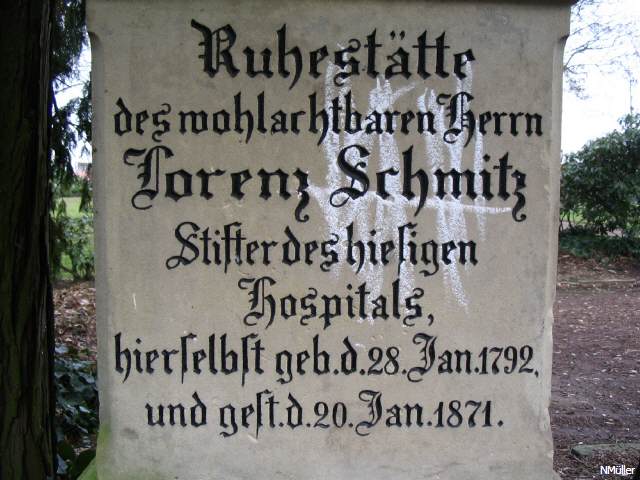 Ruheſtätte
des wohlachtbaren Herrn
Lorenz Schmitz
Stifter des hieſigen
Hospitals,
hierſelbſt geb. d. 28. Jan. 1792,
und geſt. d. 20. Jan. 1871.
NMüller